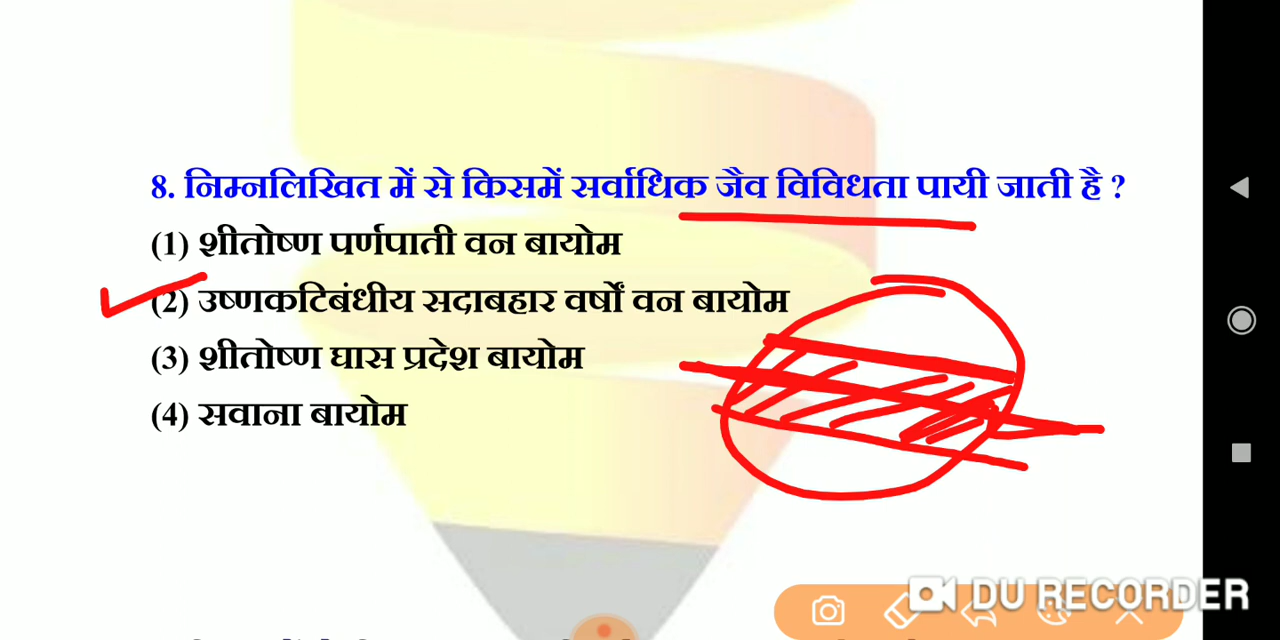 8. निम्नलिखित में से किसमें सर्वाधिक जैव विविधता पायी जाती है ?
(1) शीतोष्ण पर्णपाती वन बायोम
(2) उष्णकटिबंधीय सदाबहार वर्षों वन बायोम
(3) शीतोष्ण घास प्रदेश बायोम
(4) सवाना बायोम
DU RECORDER